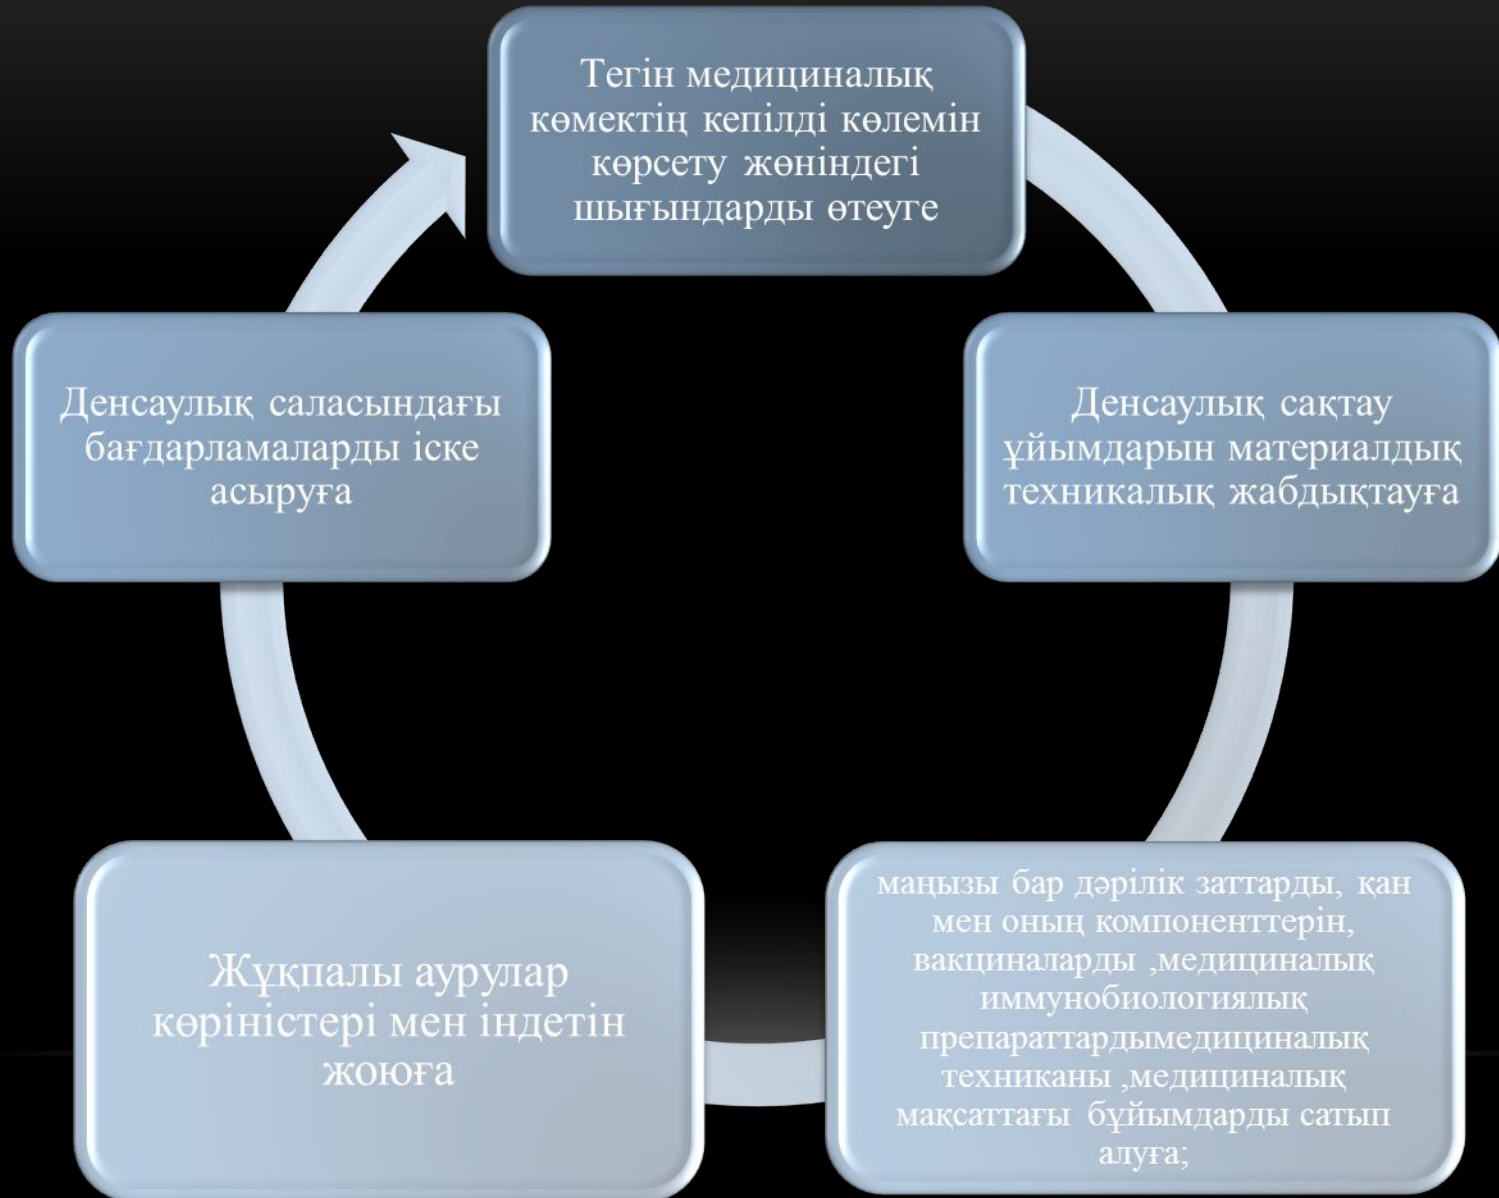 Тегін медициналық
көмектің кепілді көлемін
көрсету жөніндегі
шығындарды өтеуге
Денсаулық сақтау
ұйымдарын материалдық
техникалық жабдықтауға
маңызы бар дәрілік заттарды, қан
мен оның компоненттерін,
вакциналарды ,медициналық
иммунобиологиялық
препараттардымедициналық
техниканы ,медициналық
мақсаттағы бұйымдарды сатып
алуға;
Жұқпалы аурулар
көріністері мен індетін
жоюға
Денсаулық саласындағы
бағдарламаларды іске
асыруға